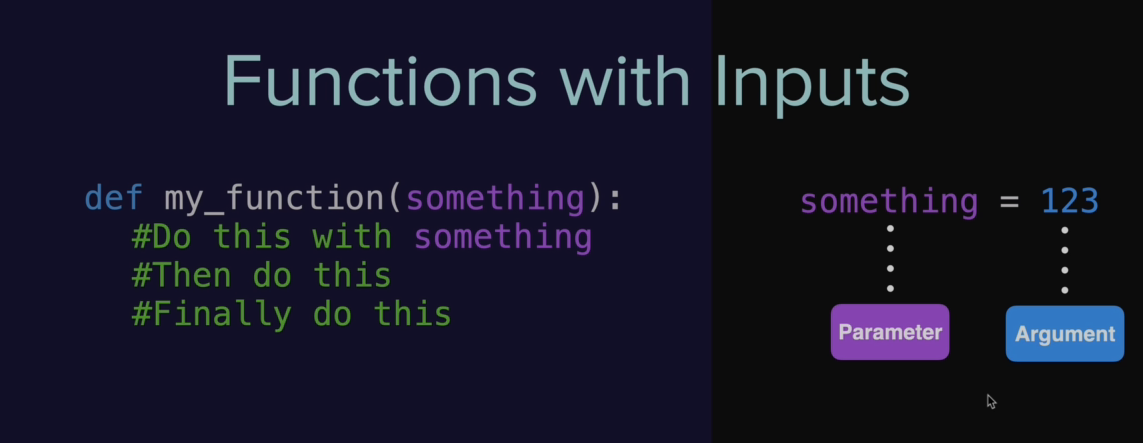 Functions with Inputs
def my_function(something):
#Do this with something
#Then do this
#Finally do this
something = 123
Parameter
Argument